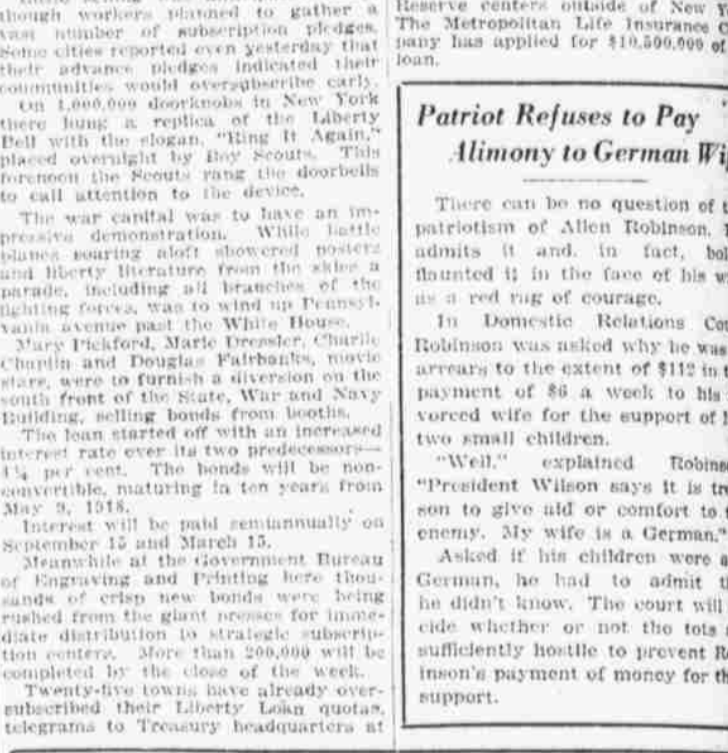 though workers planned to gather a
vast number of subscription pledges.
Some cities reported even yesterday that
their advance pledges indicated their
communities would oversubscribe early.
On 1,000,000 doorknobs in New York
there hung a replica of the Liberty
Bell with the slogan, "Ring It Again,"
placed overnight by Boy Scouts. This
forenoon the Scouts rang the doorbells
to call attention to the device.
The war capital was to have an im-
pressive demonstration. While battle
planes soaring aloft showered posters
and liberty literature from the skies a
parade, including all branches of the
fighting forces, was to wind up Pennsyl-
vania avenue past the White House.
Mary Pickford, Marie Dressler, Charlie
Chaplin and Douglas Fairbanks, movie
stars, were to furnish a diversion on the
south front of the State, War and Navy
Building, selling bonds from booths.
The loan started off with an increased
interest rate over its two predecessors—
4¼ per cent. The bonds will be non-
convertible, maturing in ten years from
May 9, 1918.
Interest will be paid semiannually on
September 15 and March 15.
Meanwhile at the Government Bureau
of Engraving and Printing here thou-
sands of crisp new bonds were being
rushed from the giant presses for imme-
diate distribution to strategic subscrip-
tion centers. More than 200,000 will be
completed by the close of the week.
Twenty-five towns have already over-
subscribed their Liberty Loan quotas,
telegrams to Treasury headquarters at
Reserve centers outside of New
The Metropolitan Life Insurance
pany has applied for $10,500,000 of
loan.
Patriot Refuses to Pay
Alimony to German
There can be no question of
patriotism of Allen Robinson.
admits it and, in fact,
flaunted it in the face of his
as a red rag of courage.
In Domestic Relations
Robinson was asked why he was
arrears to the extent of $112 in
payment of $6 a week to his
vorced wife for the support of
two small children.
"Well," explained
"President Wilson says it is
son to give aid or comfort to
enemy. My wife is a German."
Asked if his children were
German, he had to admit
he didn't know. The court will
cide whether or not the tots
sufficiently hostile to prevent
inson's payment of money for
support.